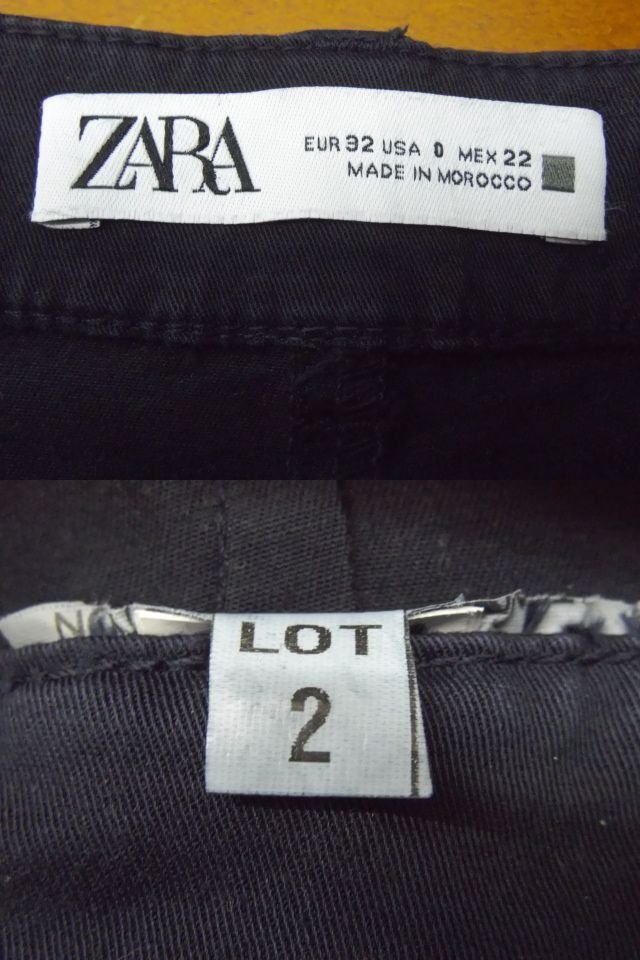 ZARA
EUR 32 USA 0 MEX 22
MADE IN MOROCCO
LOT
2